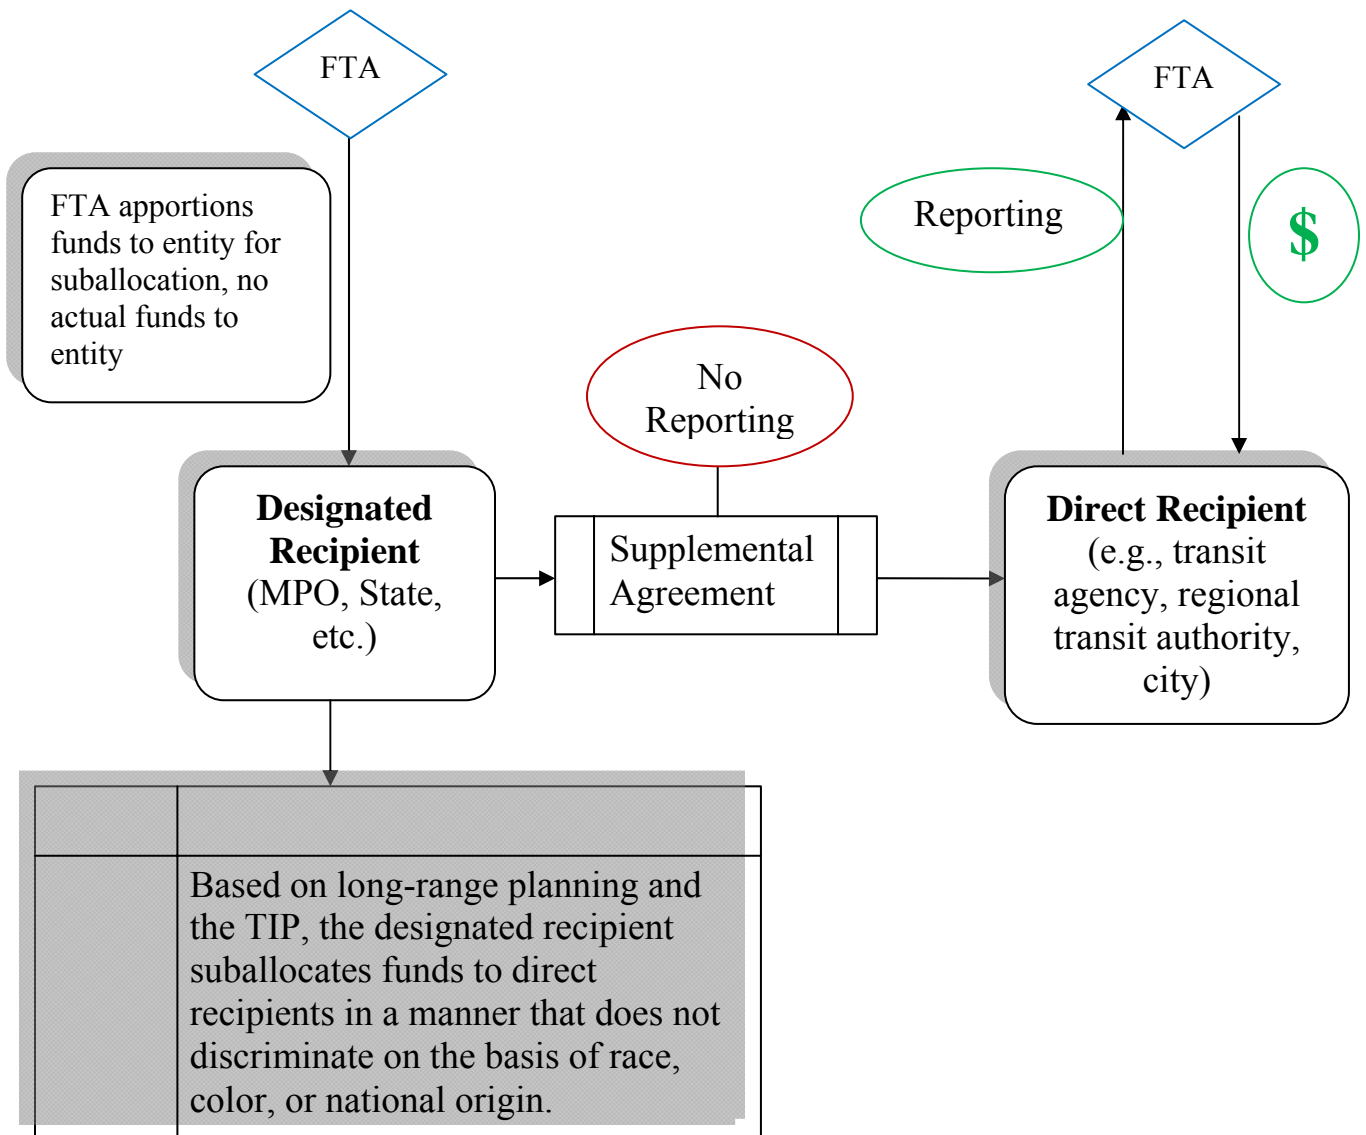 FTA
FTA apportions
funds to entity for
suballocation, no
actual funds to
entity
FTA
Reporting
$
No
Reporting
Designated
Recipient
(MPO, State,
etc.)
Supplemental
Agreement
Direct Recipient
(e.g., transit
agency, regional
transit authority,
city)
Based on long-range planning and
the TIP, the designated recipient
suballocates funds to direct
recipients in a manner that does not
discriminate on the basis of race,
color, or national origin.